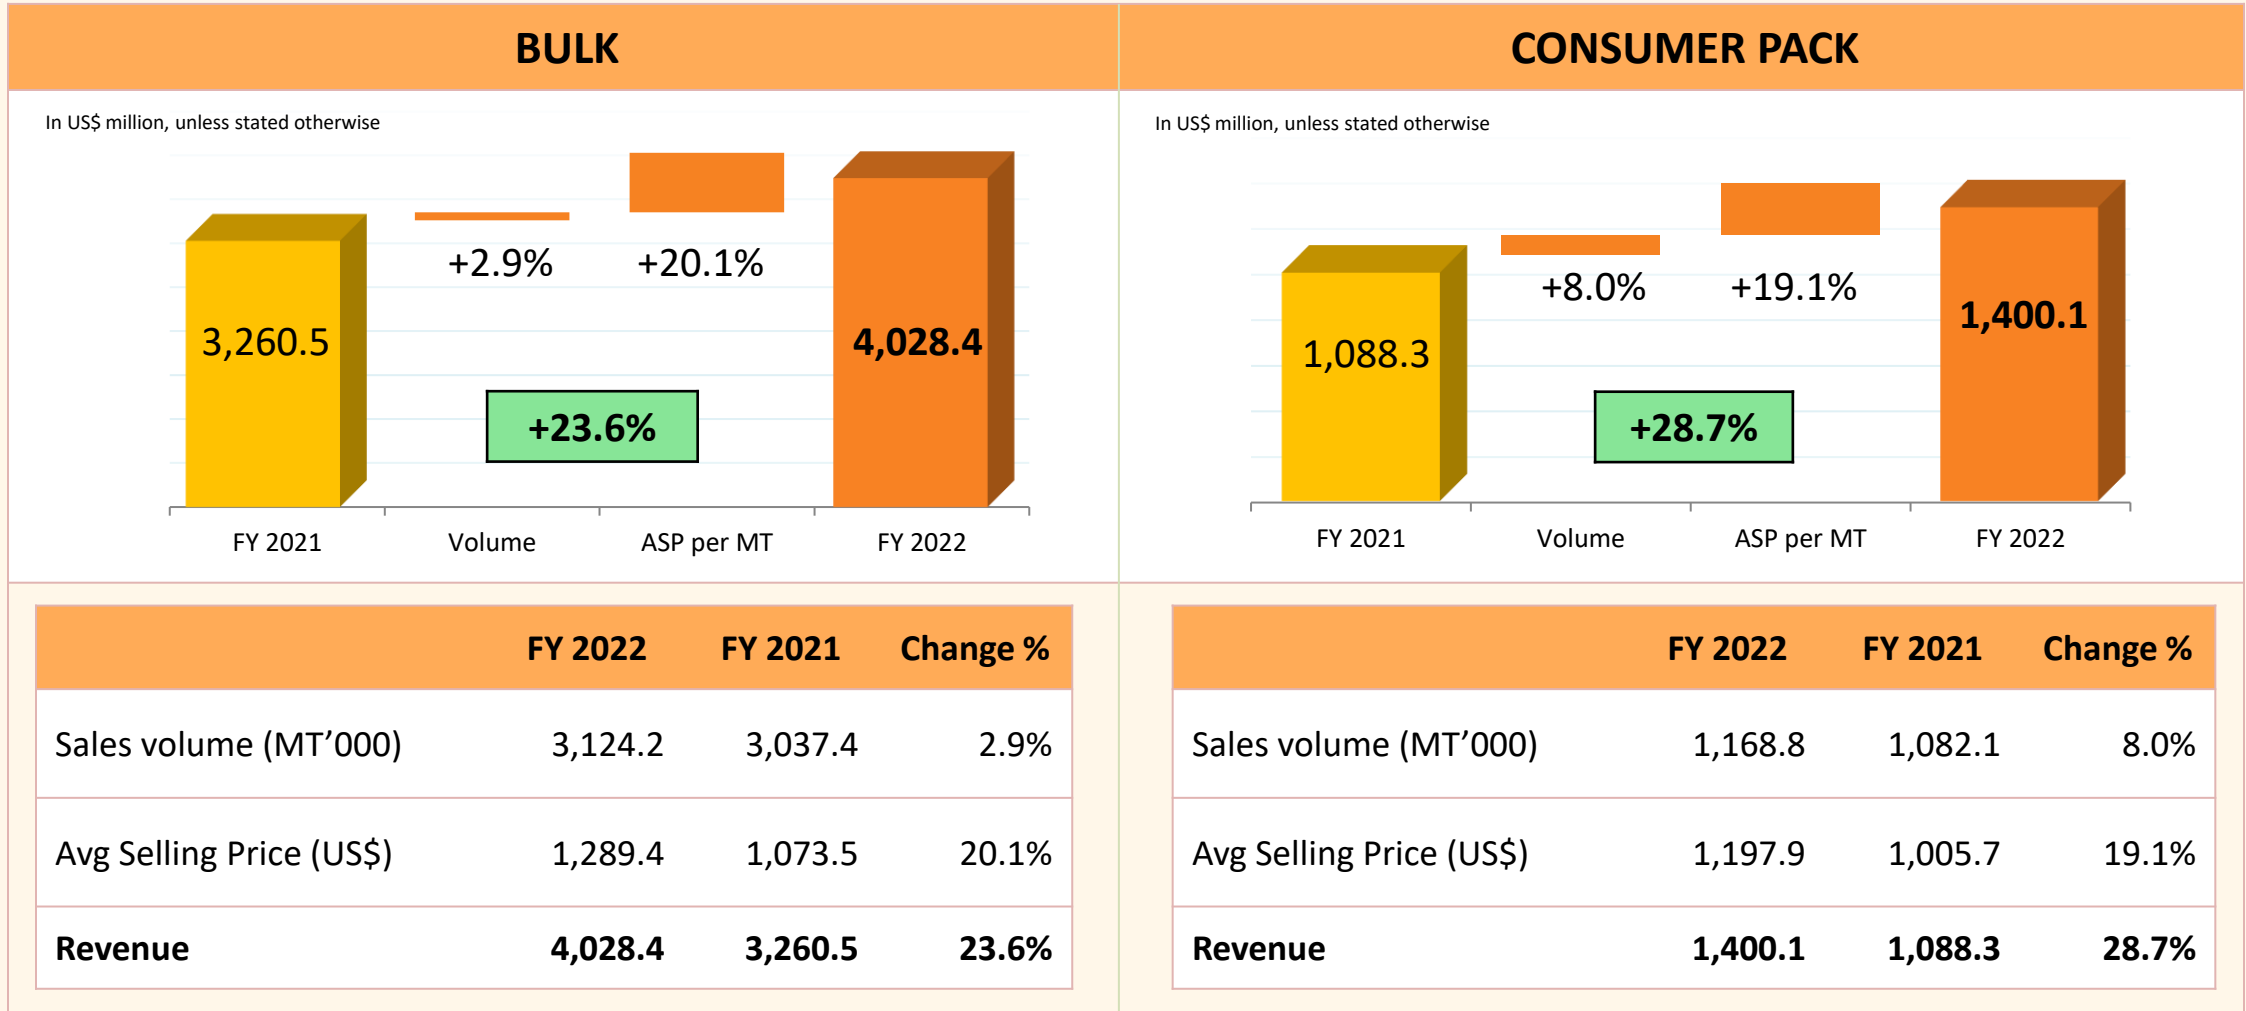 BULK
In US$ million, unless stated otherwise
+2.9% +20.1%
3,260.5 4,028.4
+23.6%
FY 2021 Volume ASP per MT FY 2022
FY 2022 FY 2021 Change %
Sales volume (MT’000) 3,124.2 3,037.4 2.9%
Avg Selling Price (US$) 1,289.4 1,073.5 20.1%
Revenue 4,028.4 3,260.5 23.6%
CONSUMER PACK
In US$ million, unless stated otherwise
+8.0% +19.1%
1,088.3 1,400.1
+28.7%
FY 2021 Volume ASP per MT FY 2022
FY 2022 FY 2021 Change %
Sales volume (MT’000) 1,168.8 1,082.1 8.0%
Avg Selling Price (US$) 1,197.9 1,005.7 19.1%
Revenue 1,400.1 1,088.3 28.7%